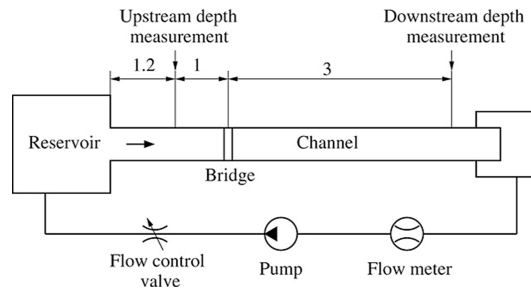 Upstream depth
measurement
Downstream depth
measurement
1.2
1
3
Reservoir
Channel
Bridge
Flow control
valve
Pump
Flow meter